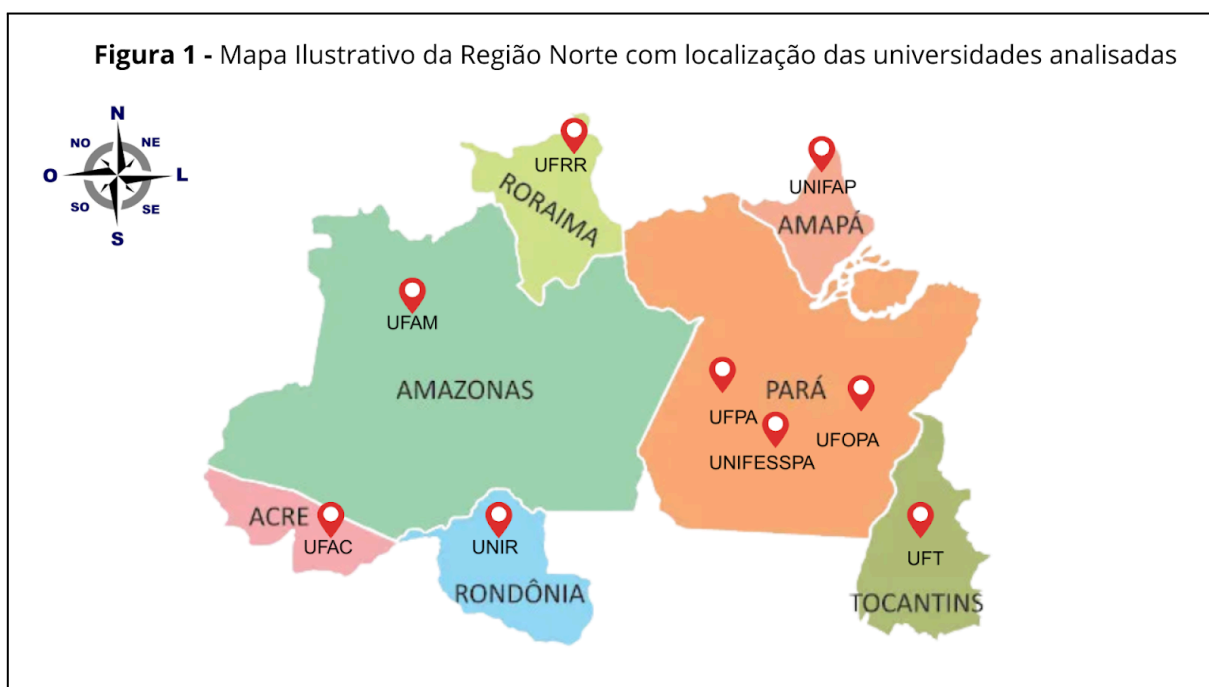 Figura 1 - Mapa Ilustrativo da Região Norte com localização das universidades analisadas
N
NO
NE
O
L
SO
SE
S
UFRR
RORAIMA
UNIFAP
AMAPÁ
UFAM
AMAZONAS
PARÁ
UFPA
UFOPA
UNIFESSPA
ACRE
UFAC
UNIR
RONDÔNIA
UFT
TOCANTINS